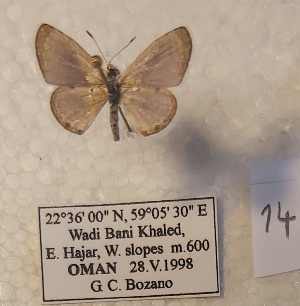 22°36' 00" N, 59°05' 30" E
Wadi Bani Khaled,
E. Hajar, W. slopes m.600
OMAN 28.V.1998
G. C. Bozano
14